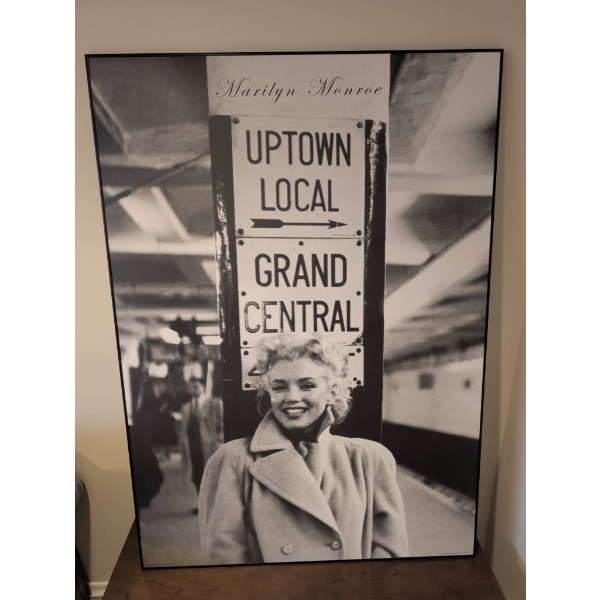 Marilyn Monroe
UPTOWN
LOCAL
GRAND
CENTRAL